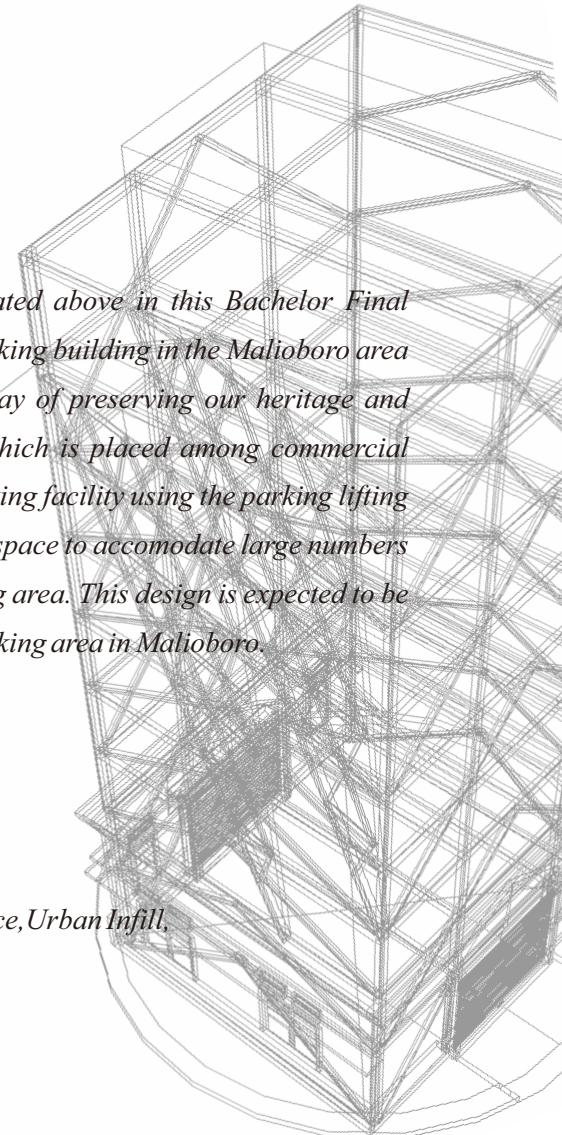 ated above in this Bachelor Final
king building in the Malioboro area
ay of preserving our heritage and
hich is placed among commercial
ing facility using the parking lifting
space to accomodate large numbers
g area. This design is expected to be
king area in Malioboro.
ce, Urban Infill,